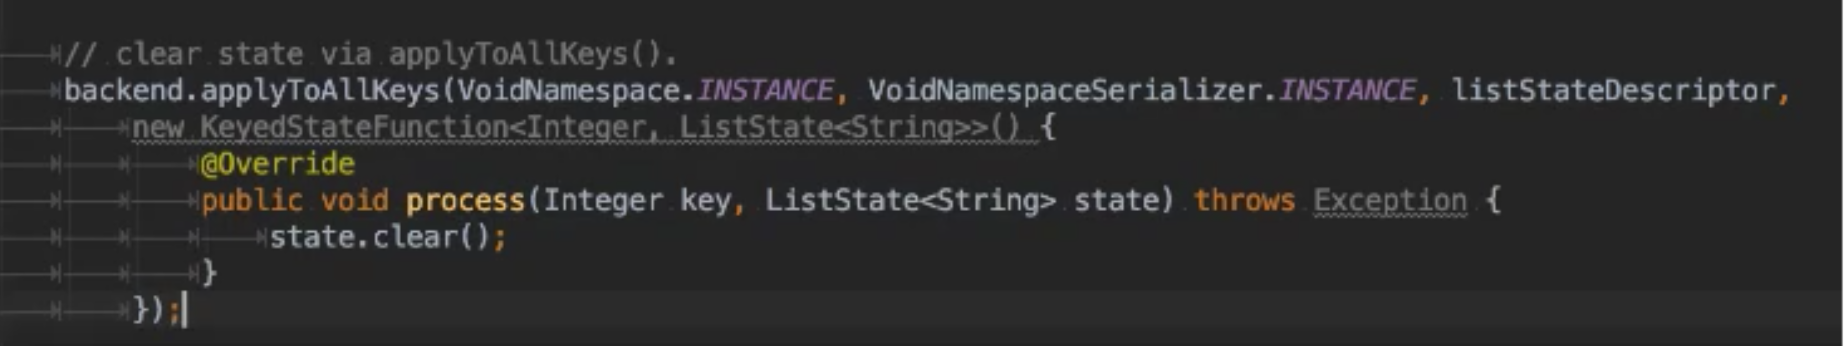 // clear state via applyToAllKeys().
backend.applyToAllKeys(VoidNamespace.INSTANCE, VoidNamespaceSerializer.INSTANCE, listStateDescriptor,
new KeyedStateFunction<Integer, ListState<String>>() {
@Override
public void process(Integer key, ListState<String> state) throws Exception {
state.clear();
}
});